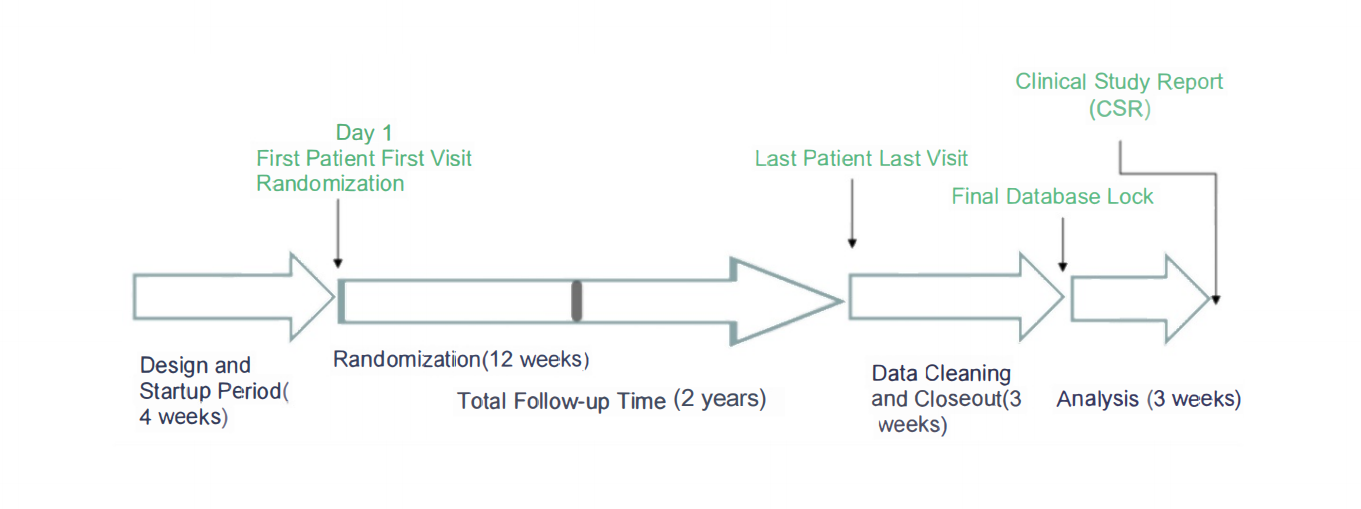 Clinical Study Report
(CSR)
Day 1
First Patient First Visit
Randomization
Last Patient Last Visit
Final Database Lock
Design and
Startup Period(
4 weeks)
Randomization(12 weeks)
Total Follow-up Time (2 years)
Data Cleaning
and Closeout(3
weeks)
Analysis (3 weeks)